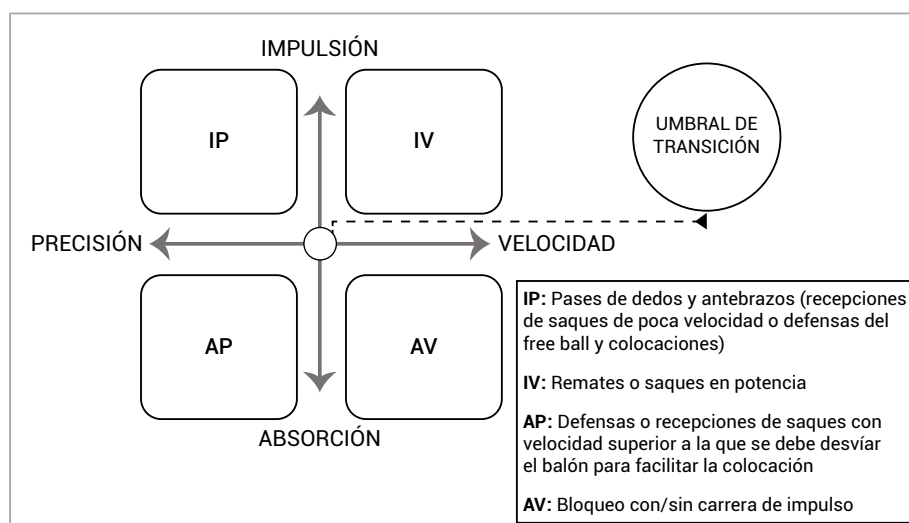 IMPULSIÓN
IP
IV
UMBRAL DE
TRANSICIÓN
PRECISIÓN
VELOCIDAD
AP
AV
ABSORCIÓN
IP: Pases de dedos y antebrazos (recepciones
de saques de poca velocidad o defensas del
free ball y colocaciones)
IV: Remates o saques en potencia
AP: Defensas o recepciones de saques con
velocidad superior a la que se debe desvíar
el balón para facilitar la colocación
AV: Bloqueo con/sin carrera de impulso